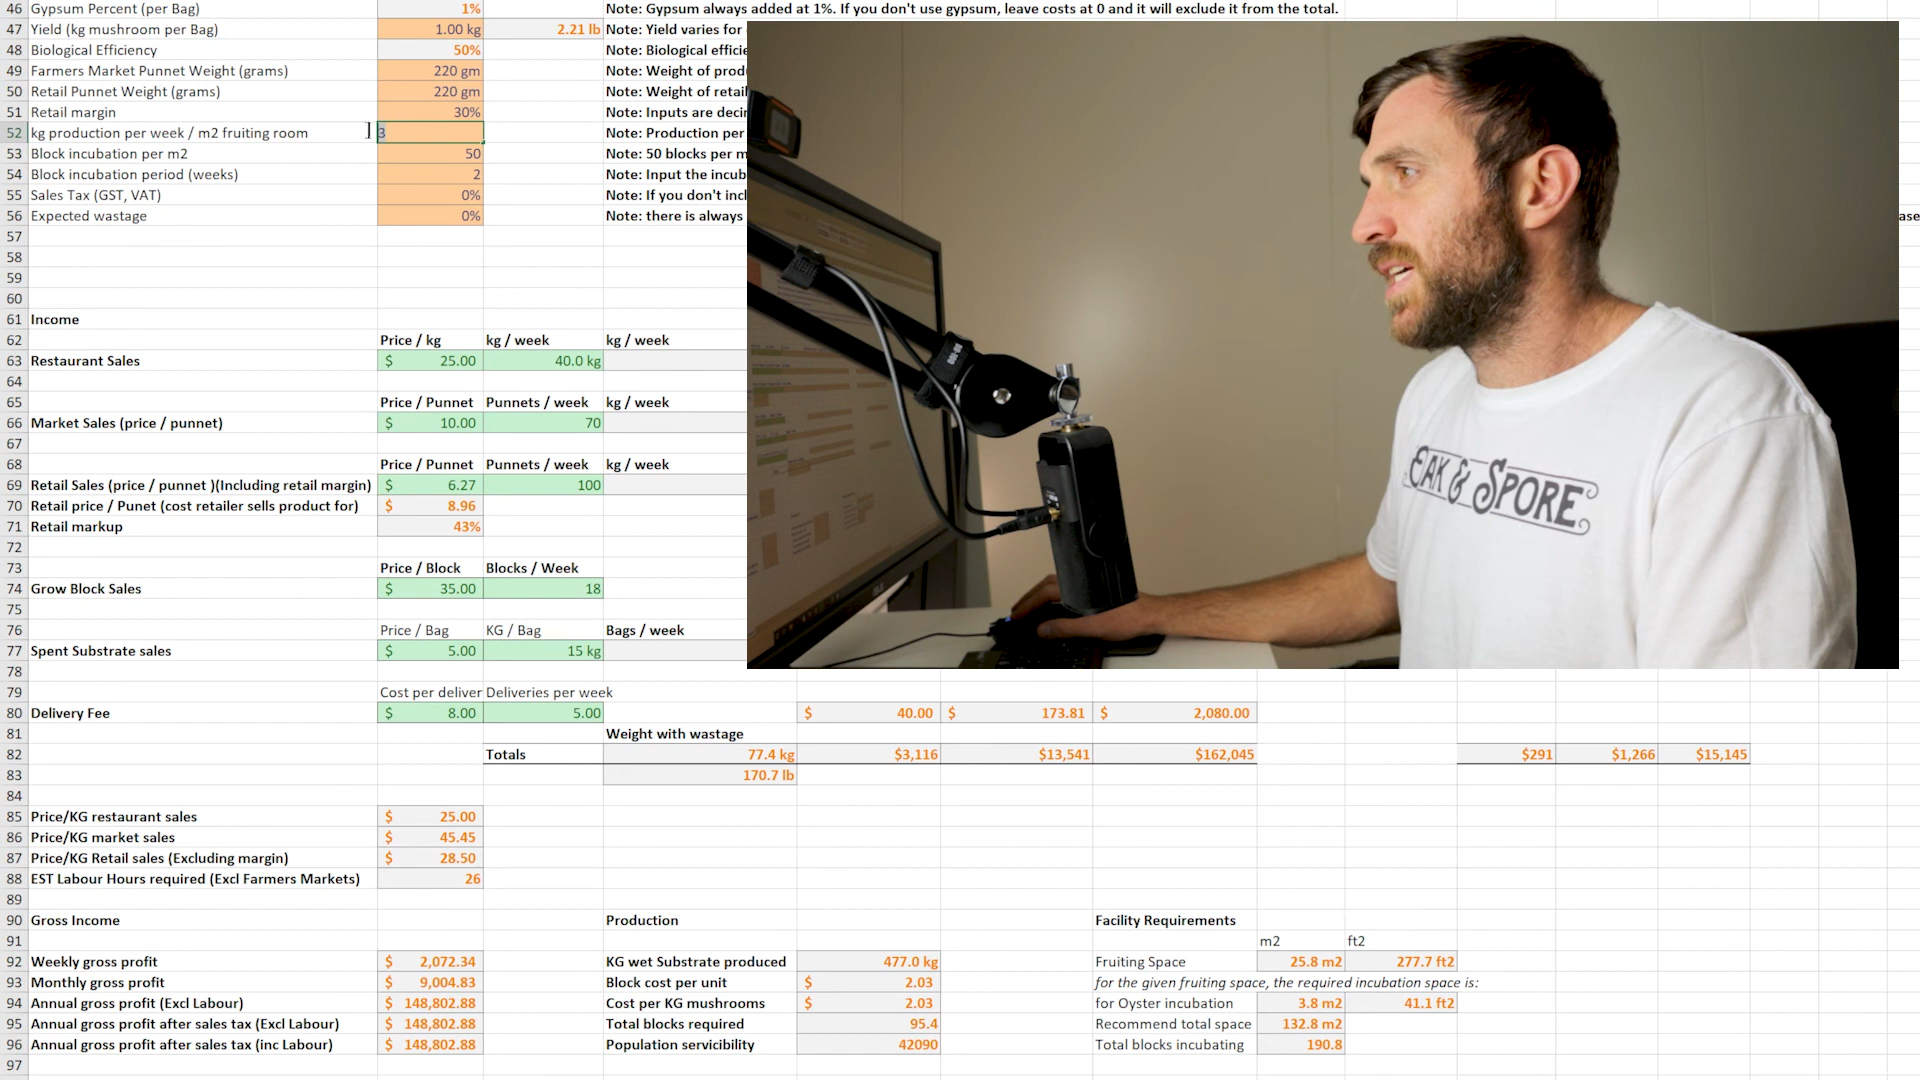 46 Gypsum Percent (per Bag) 1% Note: Gypsum always added at 1%. If you don't use gypsum, leave costs at 0 and it will exclude it from the total.
47 Yield (kg mushroom per Bag) 1.00 kg 2.21 lb Note: Yield varies for
48 Biological Efficiency 50% Note: Biological efficie
49 Farmers Market Punnet Weight (grams) 220 gm Note: Weight of prod
50 Retail Punnet Weight (grams) 220 gm Note: Weight of retail
51 Retail margin 30% Note: Inputs are decir
52 kg production per week / m2 fruiting room 3 Note: Production per
53 Block incubation per m2 50 Note: 50 blocks per m
54 Block incubation period (weeks) 2 Note: Input the incub
55 Sales Tax (GST, VAT) 0% Note: If you don't incl
56 Expected wastage 0% Note: there is always ase
57
58
59
60
61 Income
62 Price / kg kg / week kg / week
63 Restaurant Sales $ 25.00 40.0 kg
64
65 Price / Punnet Punnets / week kg / week
66 Market Sales (price / punnet) $ 10.00 70
67
68 Price / Punnet Punnets / week kg / week
69 Retail Sales (price / punnet )(Including retail margin) $ 6.27 100
70 Retail price / Punet (cost retailer sells product for) $ 8.96
71 Retail markup 43%
72
73 Price / Block Blocks / Week
74 Grow Block Sales $ 35.00 18
75
76 Price / Bag KG / Bag Bags / week
77 Spent Substrate sales $ 5.00 15 kg
78
79 Cost per deliver Deliveries per week
80 Delivery Fee $ 8.00 5.00 $ 40.00 $ 173.81 $ 2,080.00
81 Weight with wastage
82 Totals 77.4 kg $3,116 $13,541 $162,045 $291 $1,266 $15,145
83 170.7 lb
84
85 Price/KG restaurant sales $ 25.00
86 Price/KG market sales $ 45.45
87 Price/KG Retail sales (Excluding margin) $ 28.50
88 EST Labour Hours required (Excl Farmers Markets) 26
89
90 Gross Income Production Facility Requirements
91 m2 ft2
92 Weekly gross profit $ 2,072.34 KG wet Substrate produced 477.0 kg Fruiting Space 25.8 m2 277.7 ft2
93 Monthly gross profit $ 9,004.83 Block cost per unit $ 2.03 for the given fruiting space, the required incubation space is:
94 Annual gross profit (Excl Labour) $ 148,802.88 Cost per KG mushrooms $ 2.03 for Oyster incubation 3.8 m2 41.1 ft2
95 Annual gross profit after sales tax (Excl Labour) $ 148,802.88 Total blocks required 95.4 Recommend total space 132.8 m2
96 Annual gross profit after sales tax (inc Labour) $ 148,802.88 Population servicibility 42090 Total blocks incubating 190.8
97
OAK & SPORE